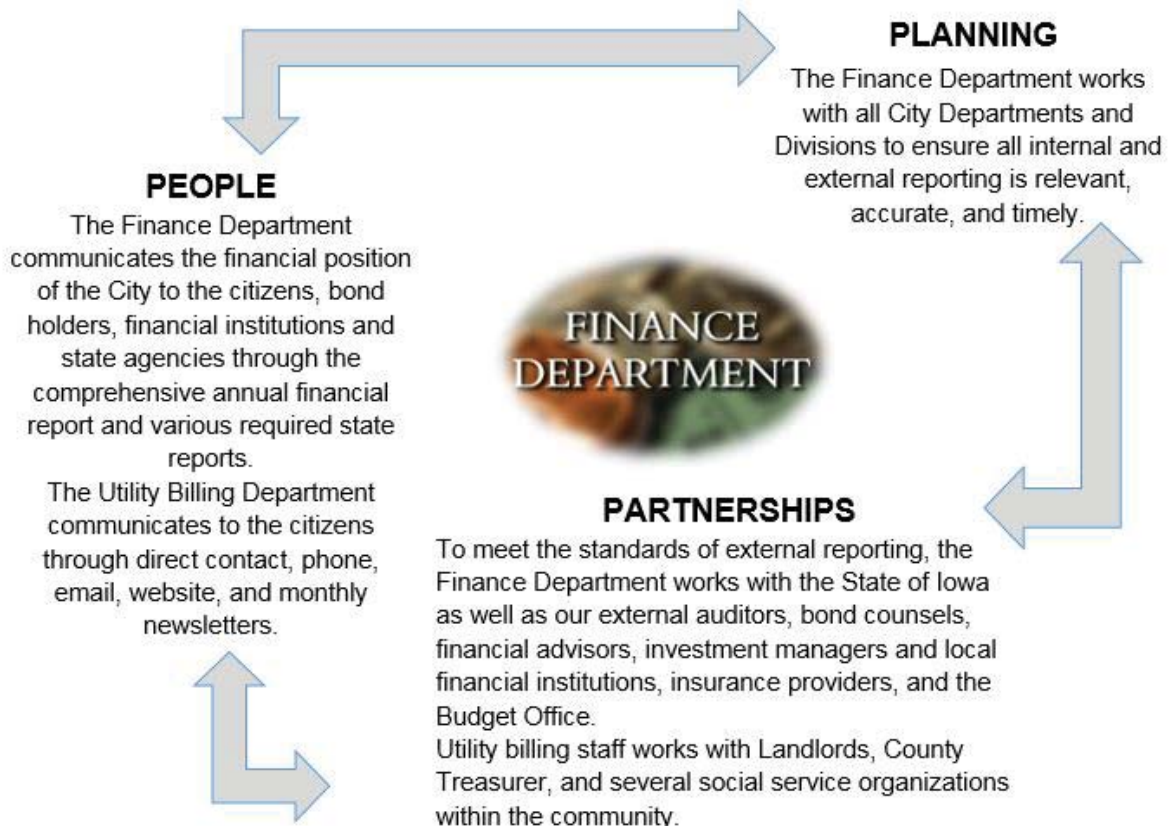 PLANNING
The Finance Department works
with all City Departments and
Divisions to ensure all internal and
external reporting is relevant,
accurate, and timely.
PEOPLE
The Finance Department
communicates the financial position
of the City to the citizens, bond
holders, financial institutions and
state agencies through the
comprehensive annual financial
report and various required state
reports.
The Utility Billing Department
communicates to the citizens
through direct contact, phone,
email, website, and monthly
newsletters.
FINANCE
DEPARTMENT
PARTNERSHIPS
To meet the standards of external reporting, the
Finance Department works with the State of Iowa
as well as our external auditors, bond counsels,
financial advisors, investment managers and local
financial institutions, insurance providers, and the
Budget Office.
Utility billing staff works with Landlords, County
Treasurer, and several social service organizations
within the community.